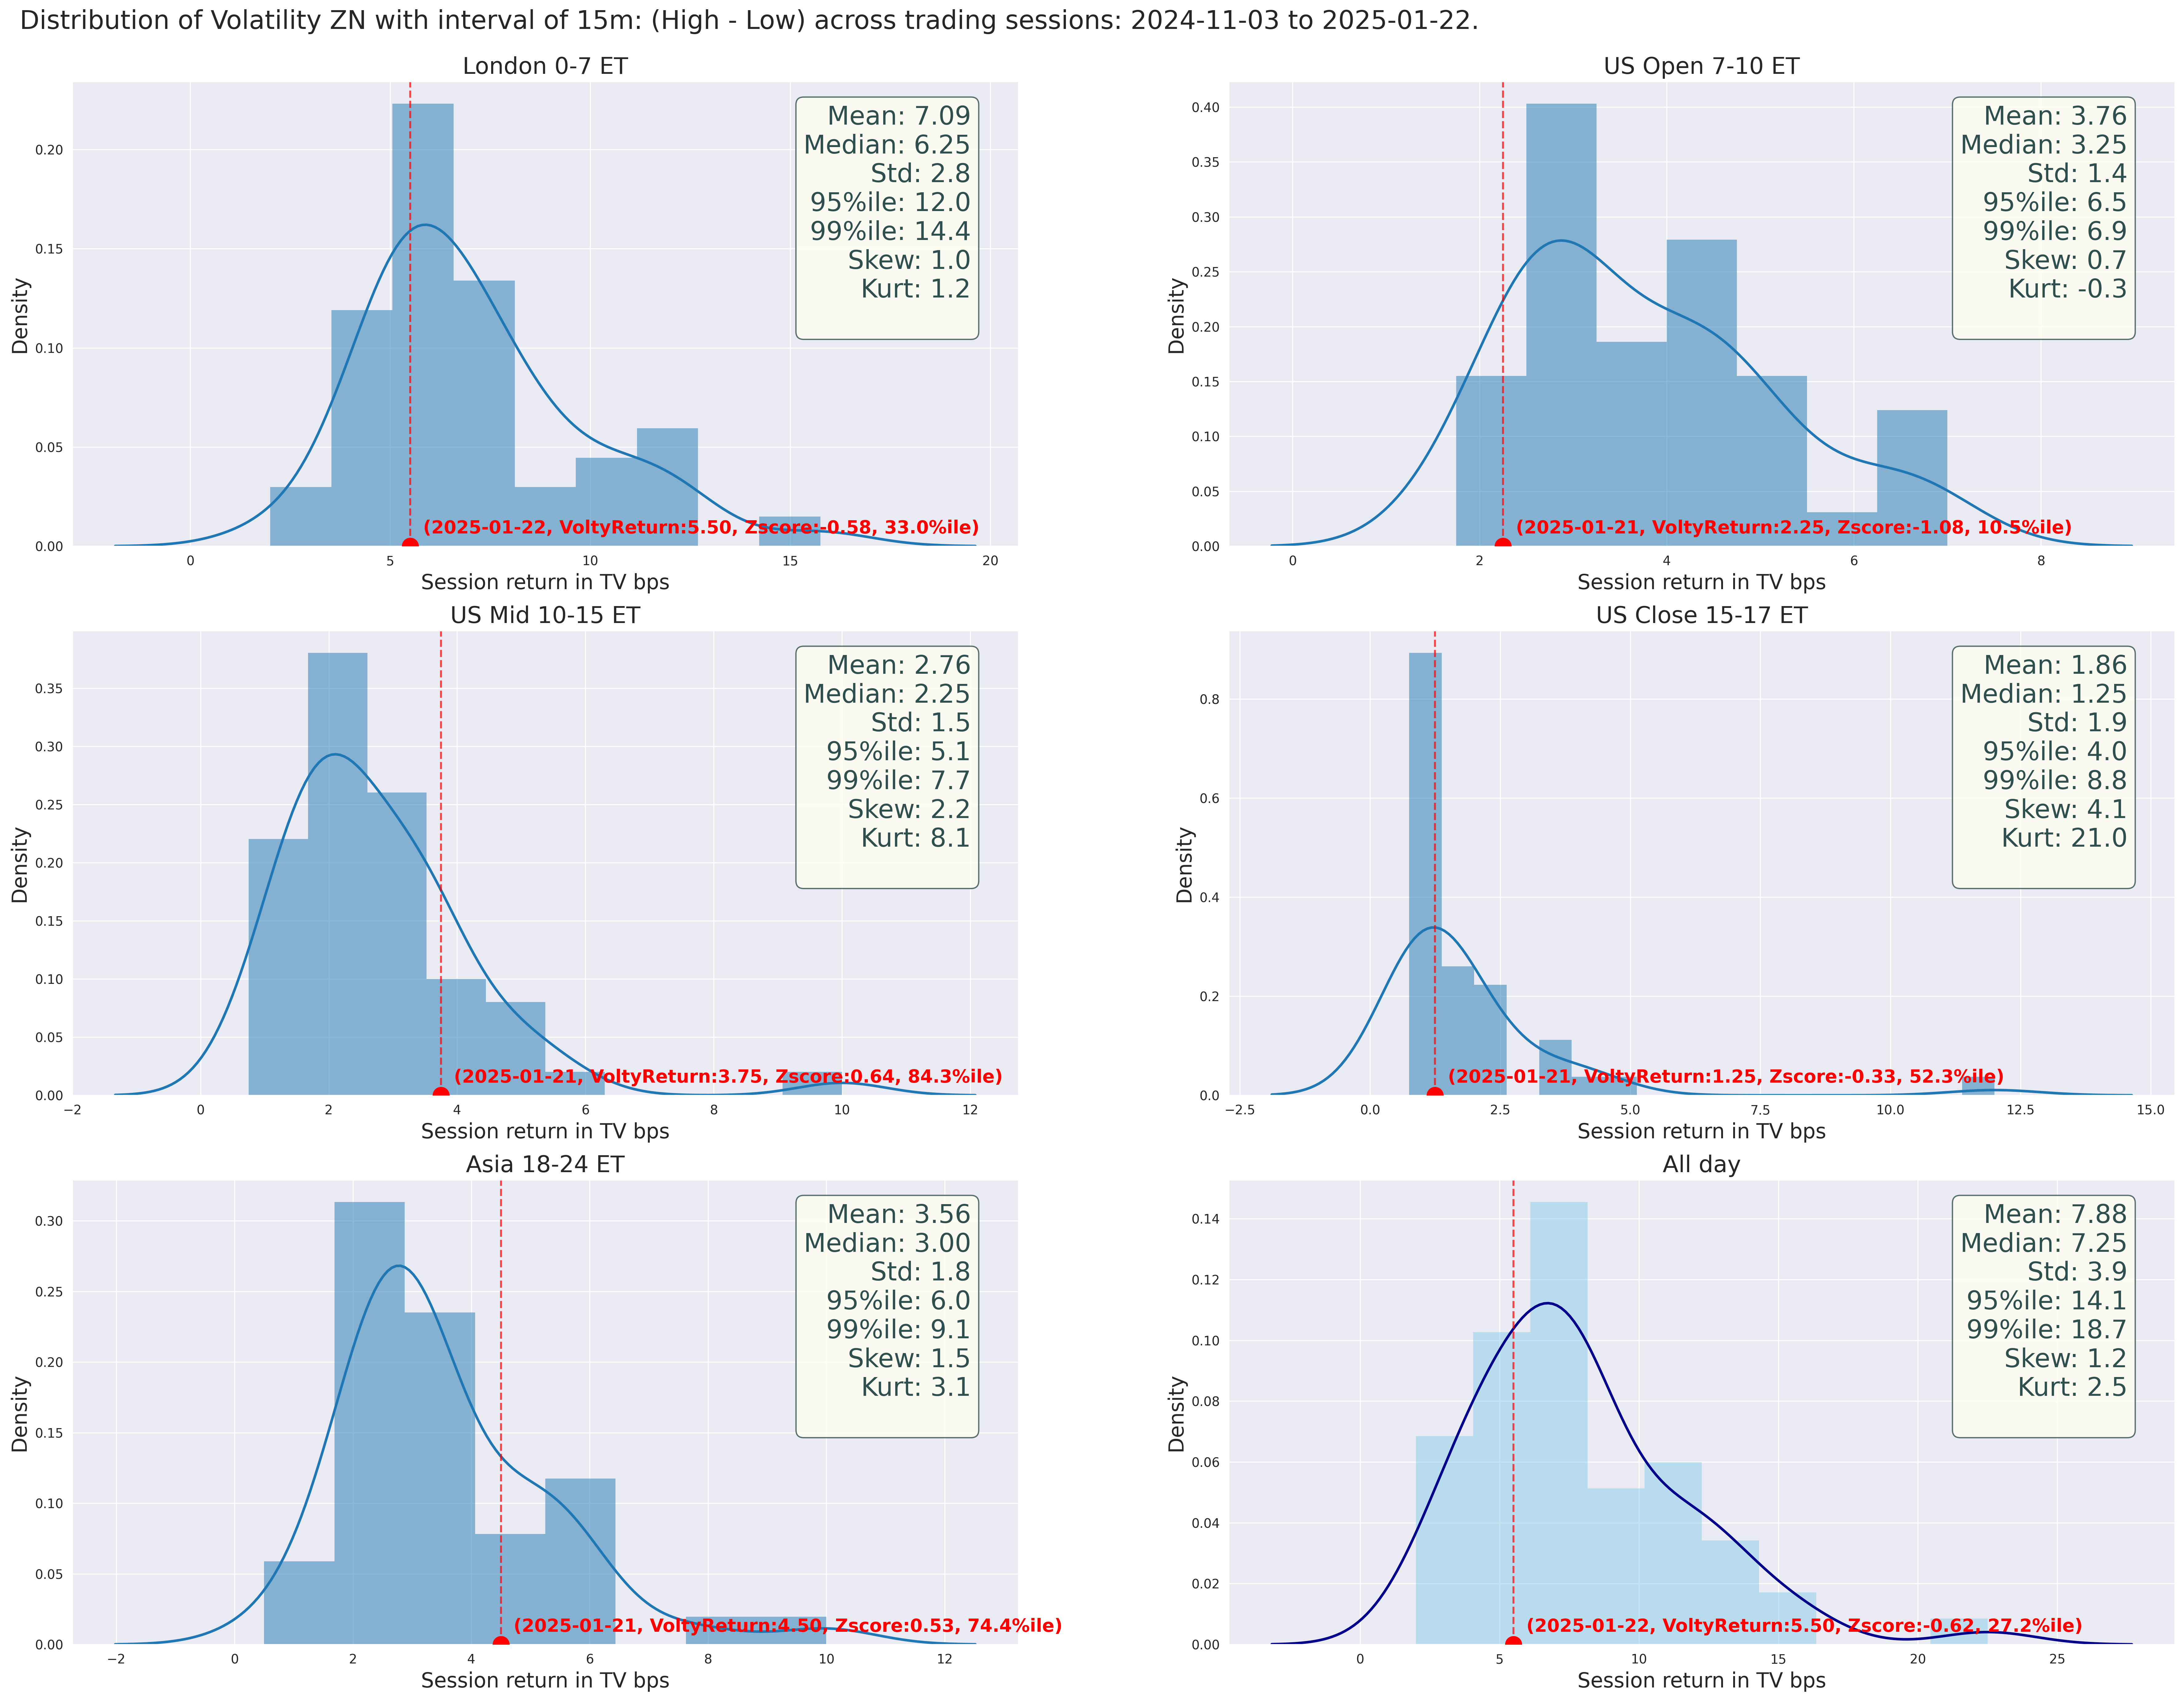 Distribution of Volatility ZN with interval of 15m: (High - Low) across trading sessions: 2024-11-03 to 2025-01-22.
London 0-7 ET
Density
0.20
0.15
0.10
0.05
0.00
Mean: 7.09
Median: 6.25
Std: 2.8
95%ile: 12.0
99%ile: 14.4
Skew: 1.0
Kurt: 1.2
(2025-01-22, VoltyReturn:5.50, Zscore:-0.58, 33.0%ile)
0 5 10 15 20
Session return in TV bps
US Open 7-10 ET
Density
0.40
0.35
0.30
0.25
0.20
0.15
0.10
0.05
0.00
Mean: 3.76
Median: 3.25
Std: 1.4
95%ile: 6.5
99%ile: 6.9
Skew: 0.7
Kurt: -0.3
(2025-01-21, VoltyReturn:2.25, Zscore:-1.08, 10.5%ile)
0 2 4 6 8
Session return in TV bps
US Mid 10-15 ET
Density
0.35
0.30
0.25
0.20
0.15
0.10
0.05
0.00
Mean: 2.76
Median: 2.25
Std: 1.5
95%ile: 5.1
99%ile: 7.7
Skew: 2.2
Kurt: 8.1
(2025-01-21, VoltyReturn:3.75, Zscore:0.64, 84.3%ile)
−2 0 2 4 6 8 10 12
Session return in TV bps
US Close 15-17 ET
Density
0.8
0.6
0.4
0.2
0.0
Mean: 1.86
Median: 1.25
Std: 1.9
95%ile: 4.0
99%ile: 8.8
Skew: 4.1
Kurt: 21.0
(2025-01-21, VoltyReturn:1.25, Zscore:-0.33, 52.3%ile)
−2.5 0.0 2.5 5.0 7.5 10.0 12.5 15.0
Session return in TV bps
Asia 18-24 ET
Density
0.30
0.25
0.20
0.15
0.10
0.05
0.00
Mean: 3.56
Median: 3.00
Std: 1.8
95%ile: 6.0
99%ile: 9.1
Skew: 1.5
Kurt: 3.1
(2025-01-21, VoltyReturn:4.50, Zscore:0.53, 74.4%ile)
−2 0 2 4 6 8 10 12
Session return in TV bps
All day
Density
0.14
0.12
0.10
0.08
0.06
0.04
0.02
0.00
Mean: 7.88
Median: 7.25
Std: 3.9
95%ile: 14.1
99%ile: 18.7
Skew: 1.2
Kurt: 2.5
(2025-01-22, VoltyReturn:5.50, Zscore:-0.62, 27.2%ile)
0 5 10 15 20 25
Session return in TV bps